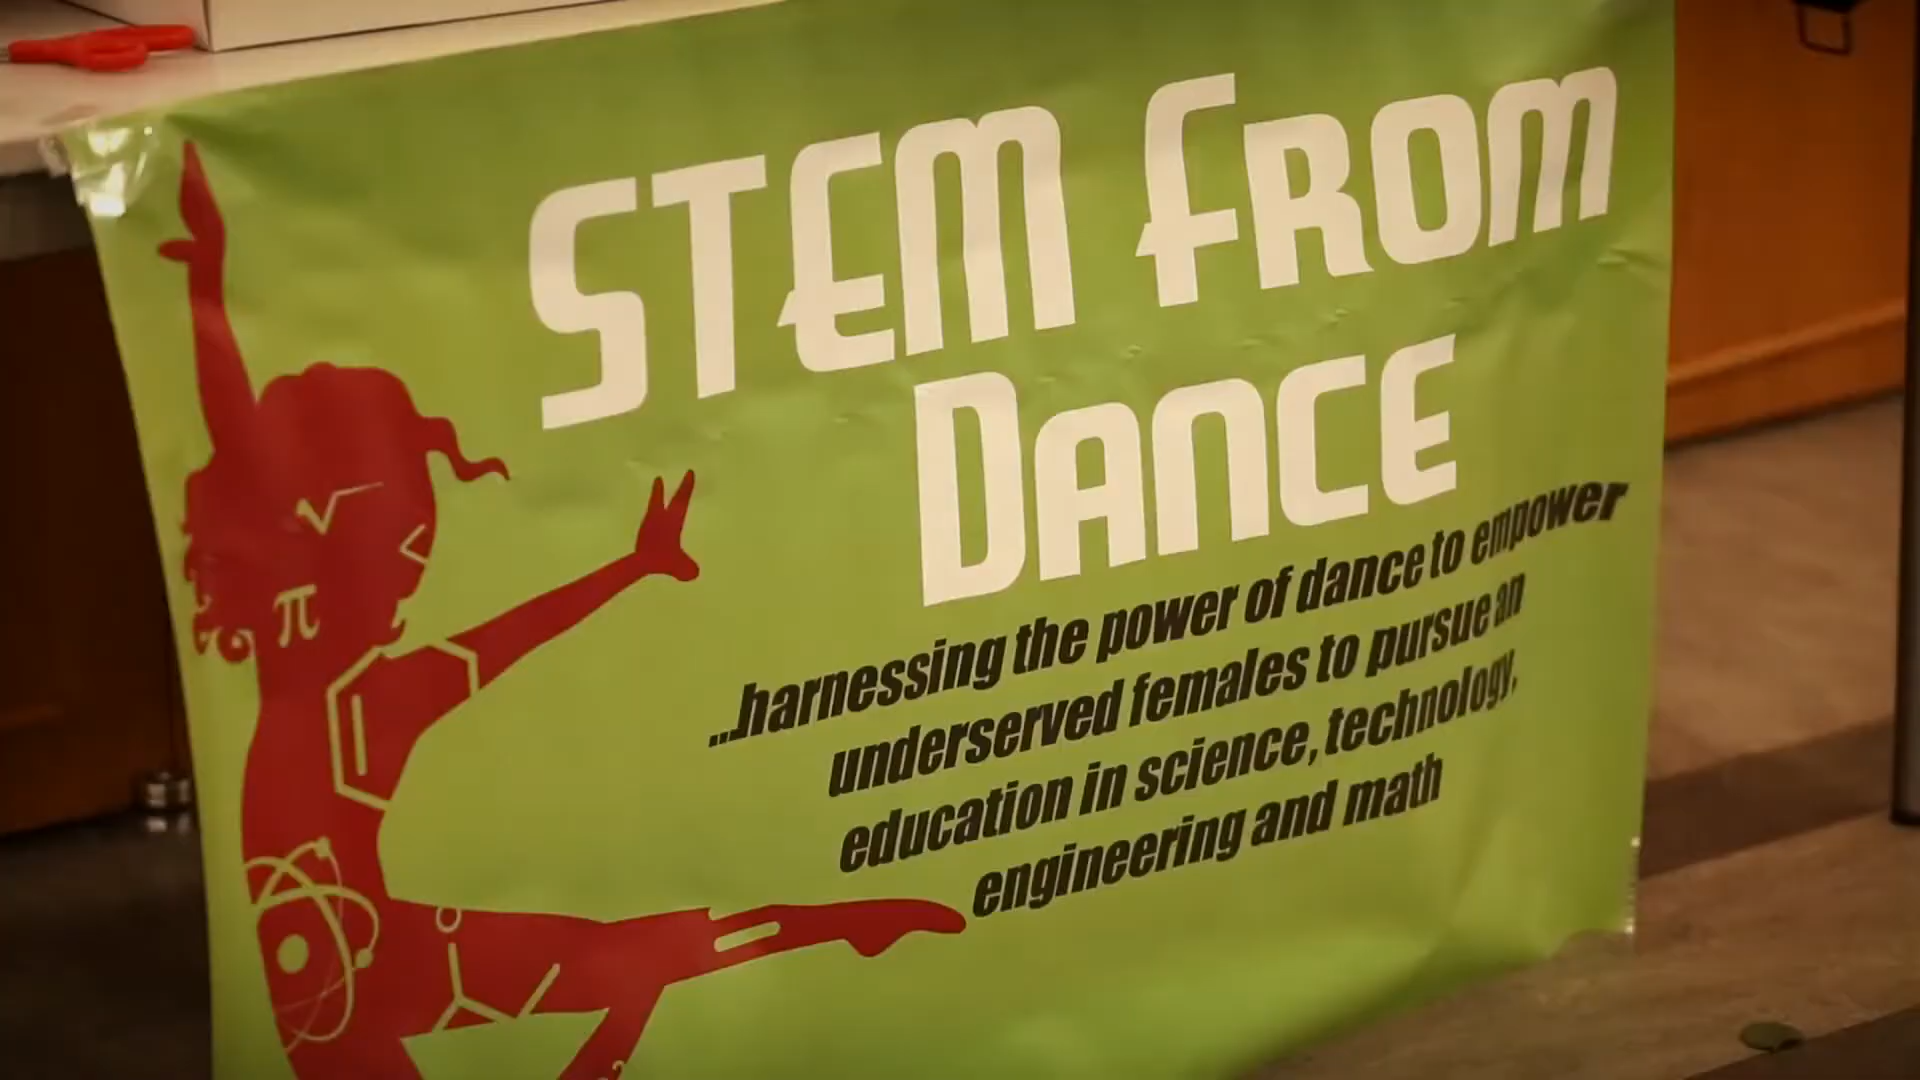 STEM FROM
DANCE
...harnessing the power of dance to empower
underserved females to pursue an
education in science, technology,
engineering and math
√
<
π